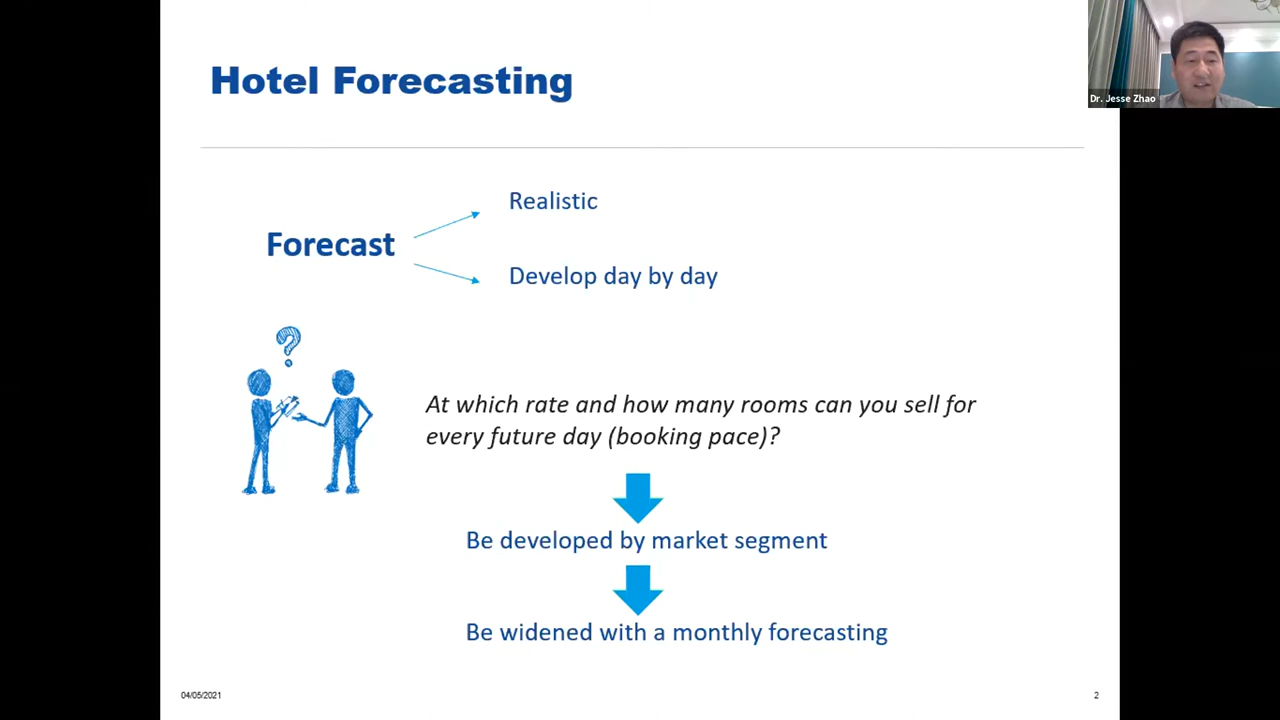 Hotel Forecasting
Dr. Jesse Zhao
Realistic
Forecast
Develop day by day
?
At which rate and how many rooms can you sell for
every future day (booking pace)?
Be developed by market segment
Be widened with a monthly forecasting
04/05/2021
2